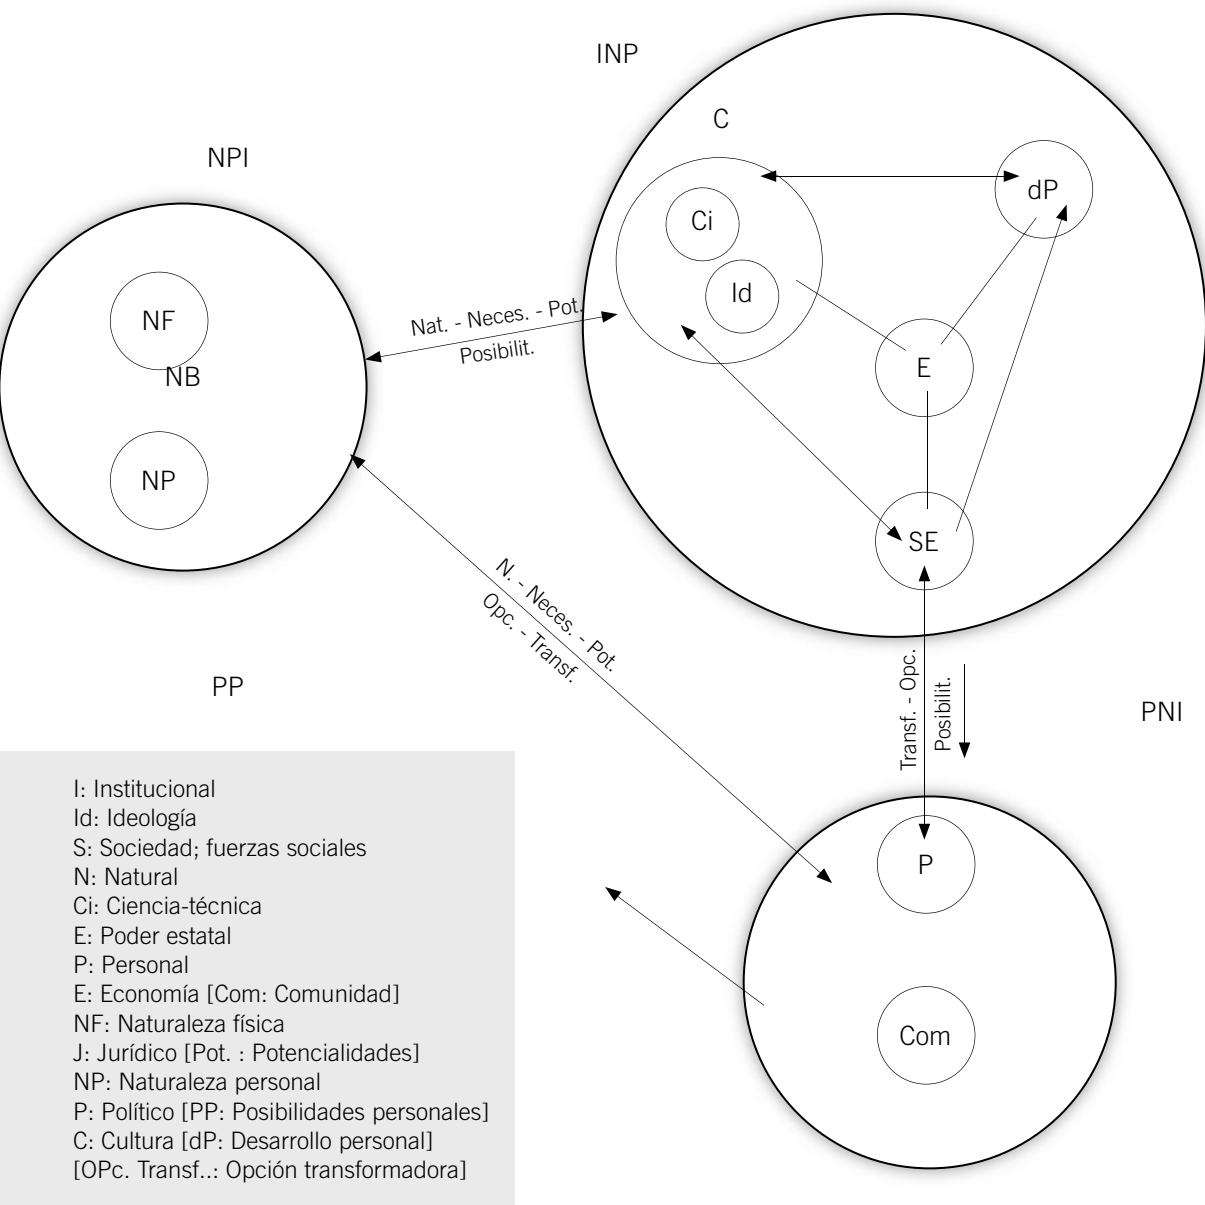 INP
C
NPI
dP
Ci
Id
NF
Nat. - Neces. - Pot.
Posibilit.
E
NB
NP
SE
N. - Neces. - Pot.
Opc. - Transf.
PP
Transf. - Opc.
Posibilit.
PNI
I: Institucional
Id: Ideología
S: Sociedad; fuerzas sociales
N: Natural
Ci: Ciencia-técnica
E: Poder estatal
P: Personal
E: Economía [Com: Comunidad]
NF: Naturaleza física
J: Jurídico [Pot. : Potencialidades]
NP: Naturaleza personal
P: Político [PP: Posibilidades personales]
C: Cultura [dP: Desarrollo personal]
[OPc. Transf..: Opción transformadora]
P
Com